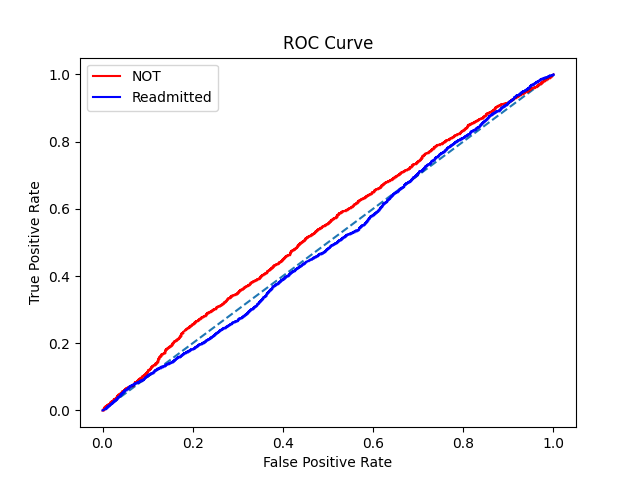 ROC Curve
NOT
Readmitted
True Positive Rate
1.0
0.8
0.6
0.4
0.2
0.0
0.0 0.2 0.4 0.6 0.8 1.0
False Positive Rate